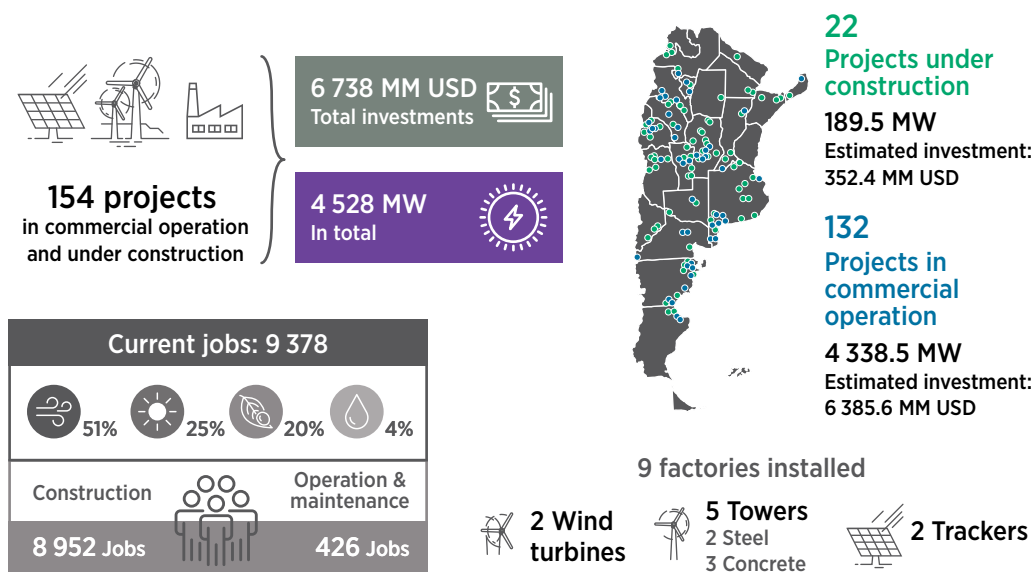 154 projects
in commercial operation
and under construction
6 738 MM USD
Total investments
$
4 528 MW
In total
22
Projects under
construction
189.5 MW
Estimated investment:
352.4 MM USD
132
Projects in
commercial
operation
4 338.5 MW
Estimated investment:
6 385.6 MM USD
Current jobs: 9 378
51%
25%
20%
4%
Construction
8 952 Jobs
Operation &
maintenance
426 Jobs
9 factories installed
2 Wind
turbines
5 Towers
2 Steel
3 Concrete
2 Trackers